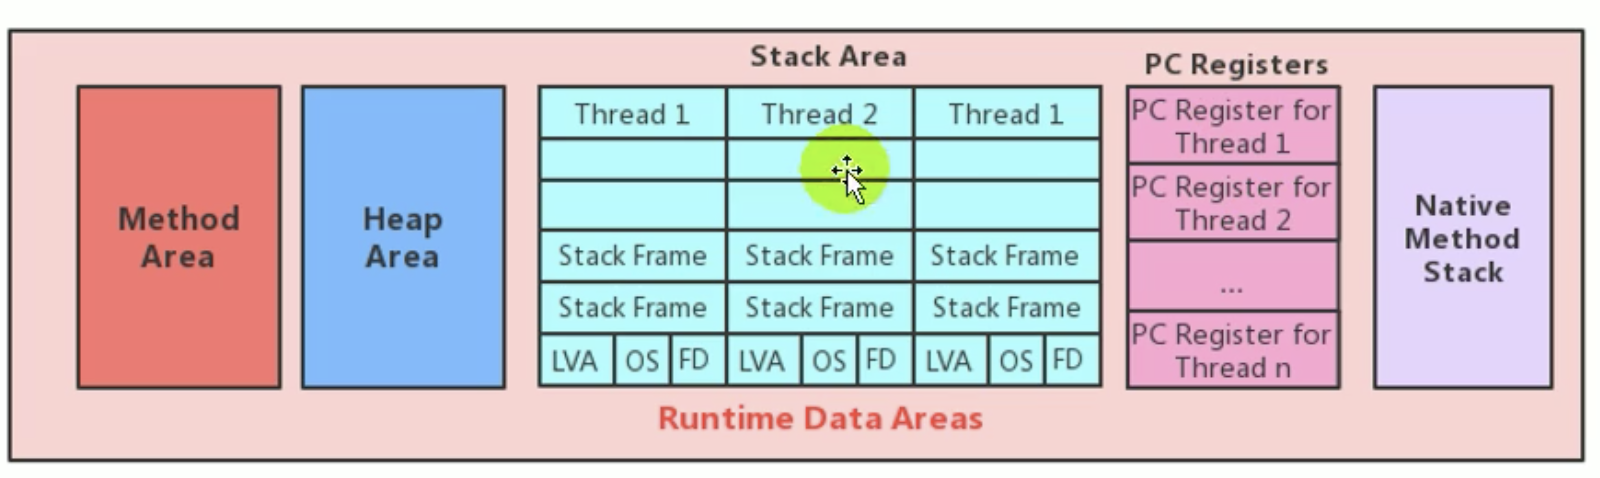 Stack Area
PC Registers
Method
Area
Heap
Area
Thread 1
Thread 2
Thread 1
Stack Frame
Stack Frame
Stack Frame
Stack Frame
Stack Frame
Stack Frame
LVA
OS
FD
LVA
OS
FD
LVA
OS
FD
PC Register for
Thread 1
PC Register for
Thread 2
...
PC Register for
Thread n
Native
Method
Stack
Runtime Data Areas